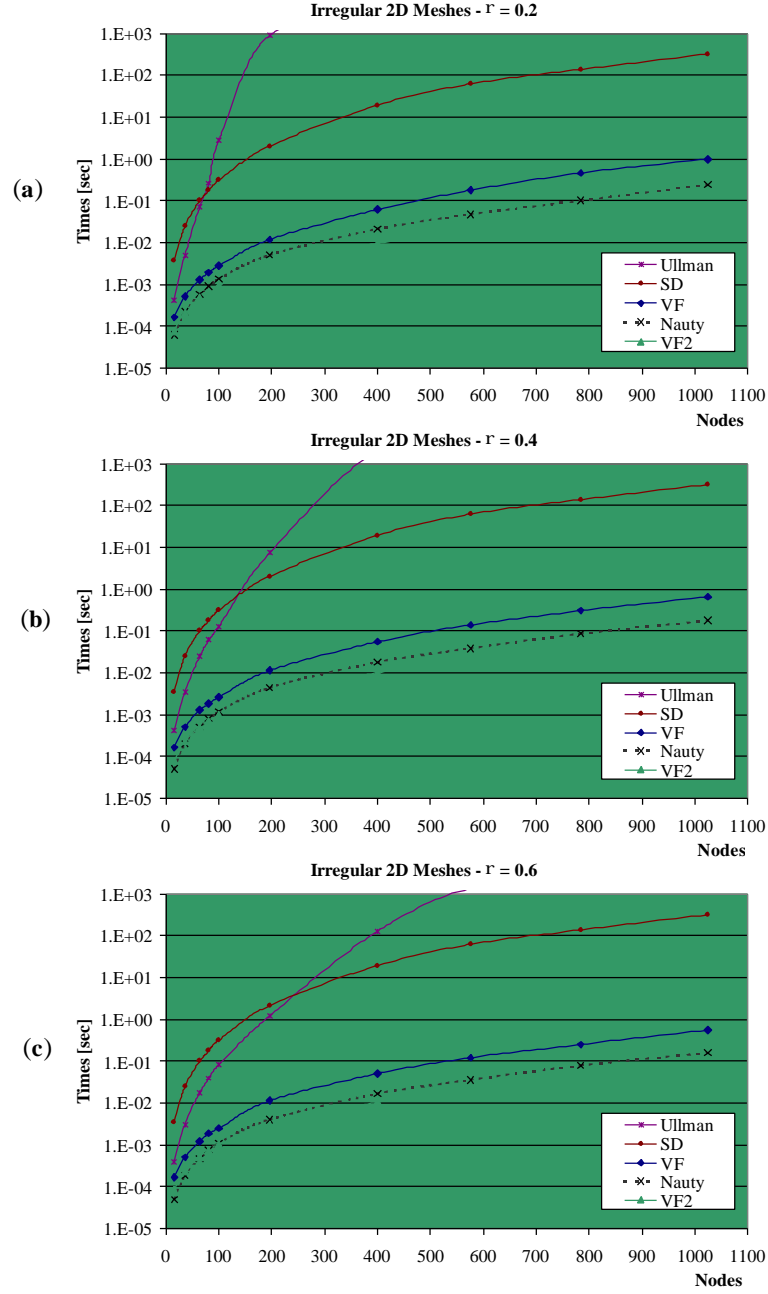 Irregular 2D Meshes - r = 0.2
1.E+03
1.E+02
1.E+01
1.E+00
1.E-01
1.E-02
1.E-03
1.E-04
1.E-05
Times [sec]
(a)
Ullman
SD
VF
Nauty
VF2
0 100 200 300 400 500 600 700 800 900 1000 1100
Nodes
Irregular 2D Meshes - r = 0.4
1.E+03
1.E+02
1.E+01
1.E+00
1.E-01
1.E-02
1.E-03
1.E-04
1.E-05
Times [sec]
(b)
Ullman
SD
VF
Nauty
VF2
0 100 200 300 400 500 600 700 800 900 1000 1100
Nodes
Irregular 2D Meshes - r = 0.6
1.E+03
1.E+02
1.E+01
1.E+00
1.E-01
1.E-02
1.E-03
1.E-04
1.E-05
Times [sec]
(c)
Ullman
SD
VF
Nauty
VF2
0 100 200 300 400 500 600 700 800 900 1000 1100
Nodes